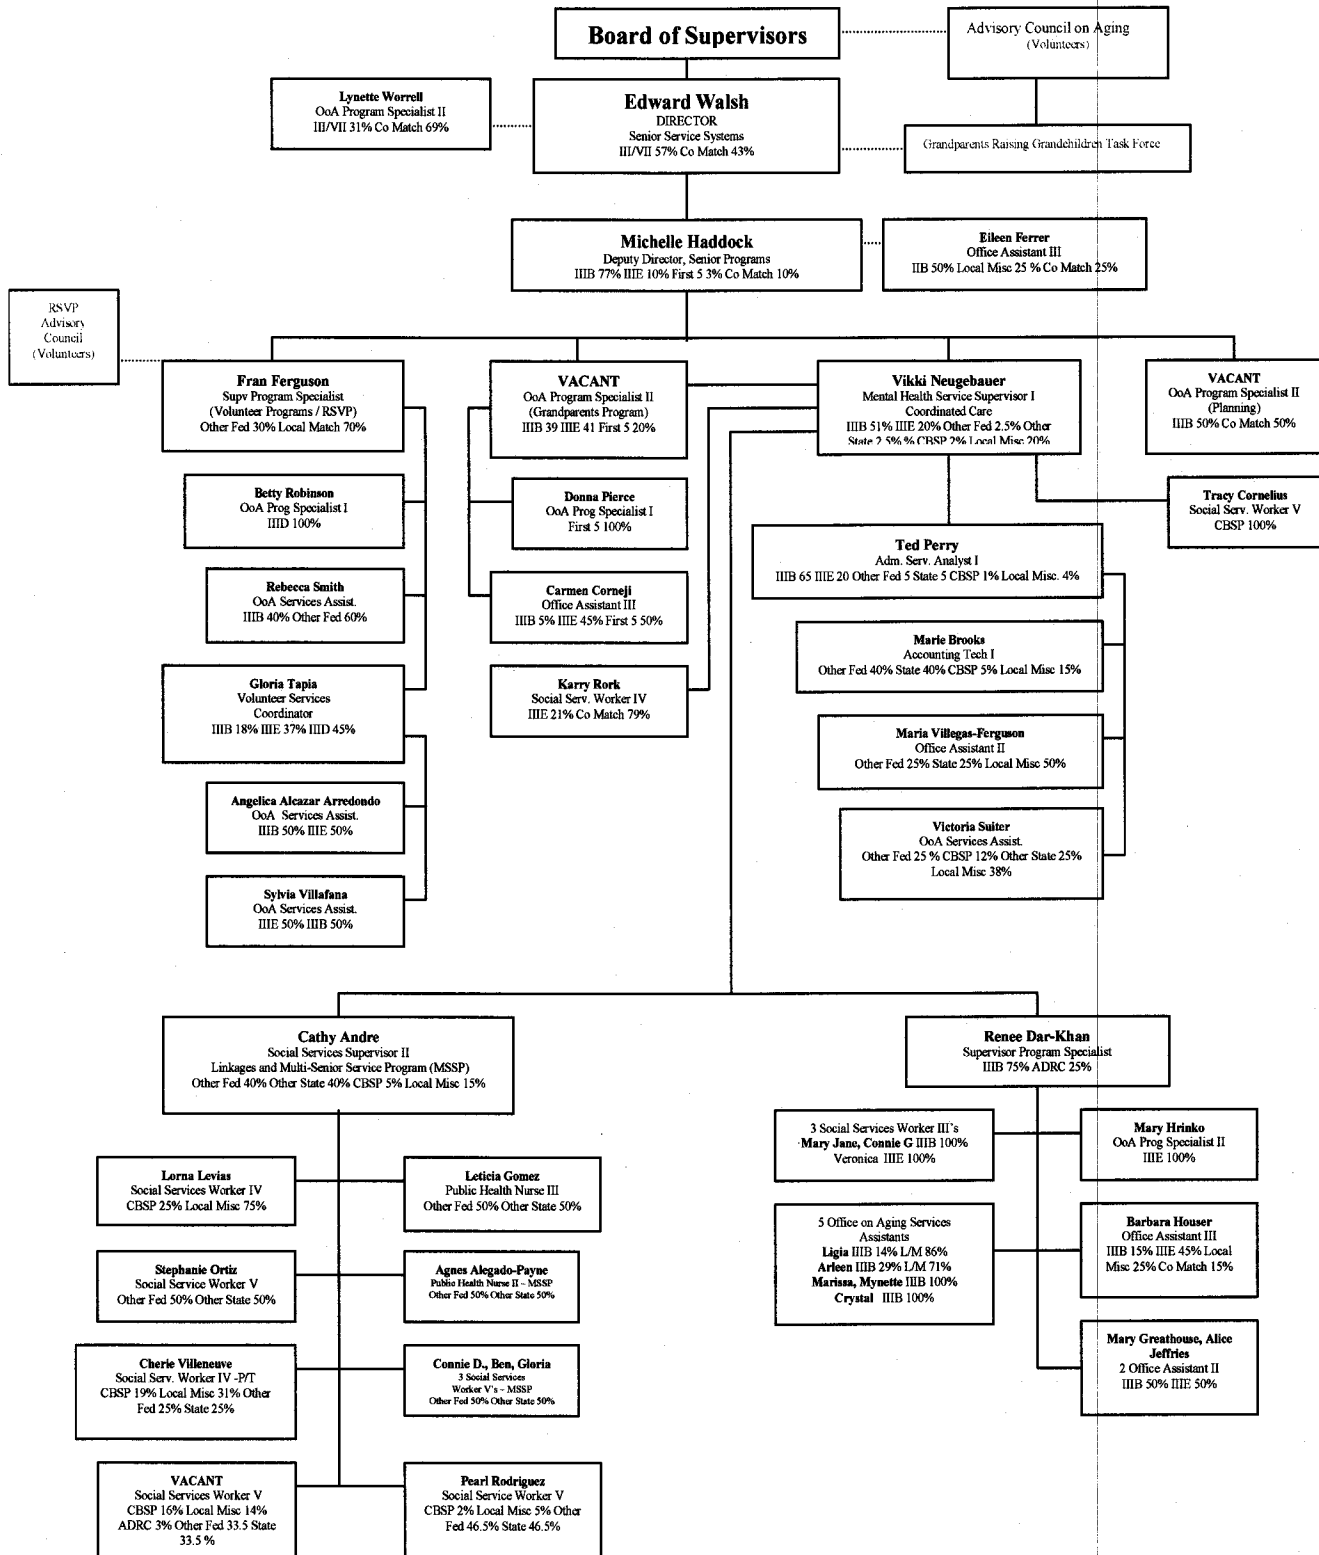 Board of Supervisors
Advisory Council on Aging
(Volunteers)
Lynette Worrell
OoA Program Specialist II
III/VII 31% Co Match 69%
Edward Walsh
DIRECTOR
Senior Service Systems
III/VII 57% Co Match 43%
Grandparents Raising Grandchildren Task Force
Michelle Haddock
Deputy Director, Senior Programs
IIIB 77% IIIE 10% First 5 3% Co Match 10%
Eileen Ferrer
Office Assistant III
IIB 50% Local Misc 25 % Co Match 25%
RSVP
Advisory
Council
(Volunteers)
Fran Ferguson
Supv Program Specialist
(Volunteer Programs / RSVP)
Other Fed 30% Local Match 70%
VACANT
OoA Program Specialist II
(Grandparents Program)
IIIB 39 IIIE 41 First 5 20%
Vikki Neugebauer
Mental Health Service Supervisor I
Coordinated Care
IIIB 51% IIIE 20% Other Fed 2.5% Other
State 2.5% % CBSP 2% Local Misc 20%
VACANT
OoA Program Specialist II
(Planning)
IIIB 50% Co Match 50%
Betty Robinson
OoA Prog Specialist I
IIID 100%
Donna Pierce
OoA Prog Specialist I
First 5 100%
Tracy Cornelius
Social Serv. Worker V
CBSP 100%
Ted Perry
Adm. Serv. Analyst I
IIIB 65 IIIE 20 Other Fed 5 State 5 CBSP 1% Local Misc. 4%
Rebecca Smith
OoA Services Assist.
IIIB 40% Other Fed 60%
Carmen Corneji
Office Assistant III
IIIB 5% IIIE 45% First 5 50%
Marie Brooks
Accounting Tech I
Other Fed 40% State 40% CBSP 5% Local Misc 15%
Gloria Tapia
Volunteer Services
Coordinator
IIIB 18% IIIE 37% IIID 45%
Karry Rork
Social Serv. Worker IV
IIIE 21% Co Match 79%
Maria Villegas-Ferguson
Office Assistant II
Other Fed 25% State 25% Local Misc 50%
Angelica Alcazar Arredondo
OoA Services Assist.
IIIB 50% IIIE 50%
Victoria Suiter
OoA Services Assist.
Other Fed 25 % CBSP 12% Other State 25%
Local Misc 38%
Sylvia Villafana
OoA Services Assist.
IIIE 50% IIIB 50%
Cathy Andre
Social Services Supervisor II
Linkages and Multi-Senior Service Program (MSSP)
Other Fed 40% Other State 40% CBSP 5% Local Misc 15%
Renee Dar-Khan
Supervisor Program Specialist
IIIB 75% ADRC 25%
3 Social Services Worker III's
Mary Jane, Connie G IIIB 100%
Veronica IIIE 100%
Mary Hrinko
OoA Prog Specialist II
IIIE 100%
Lorna Levias
Social Services Worker IV
CBSP 25% Local Misc 75%
Leticia Gomez
Public Health Nurse III
Other Fed 50% Other State 50%
5 Office on Aging Services
Assistants
Ligia IIIB 14% L/M 86%
Arleen IIIB 29% L/M 71%
Marissa, Mynette IIIB 100%
Crystal IIIB 100%
Barbara Houser
Office Assistant III
IIIB 15% IIIE 45% Local
Misc 25% Co Match 15%
Stephanie Ortiz
Social Service Worker V
Other Fed 50% Other State 50%
Agnes Alegado-Payne
Public Health Nurse II – MSSP
Other Fed 50% Other State 50%
Mary Greathouse, Alice
Jeffries
2 Office Assistant II
IIIB 50% IIIE 50%
Cherie Villeneuve
Social Serv. Worker IV -P/T
CBSP 19% Local Misc 31% Other
Fed 25% State 25%
Connie D., Ben, Gloria
3 Social Services
Worker V's – MSSP
Other Fed 50% Other State 50%
VACANT
Social Services Worker V
CBSP 16% Local Misc 14%
ADRC 3% Other Fed 33.5 State
33.5 %
Pearl Rodriguez
Social Service Worker V
CBSP 2% Local Misc 5% Other
Fed 46.5% State 46.5%